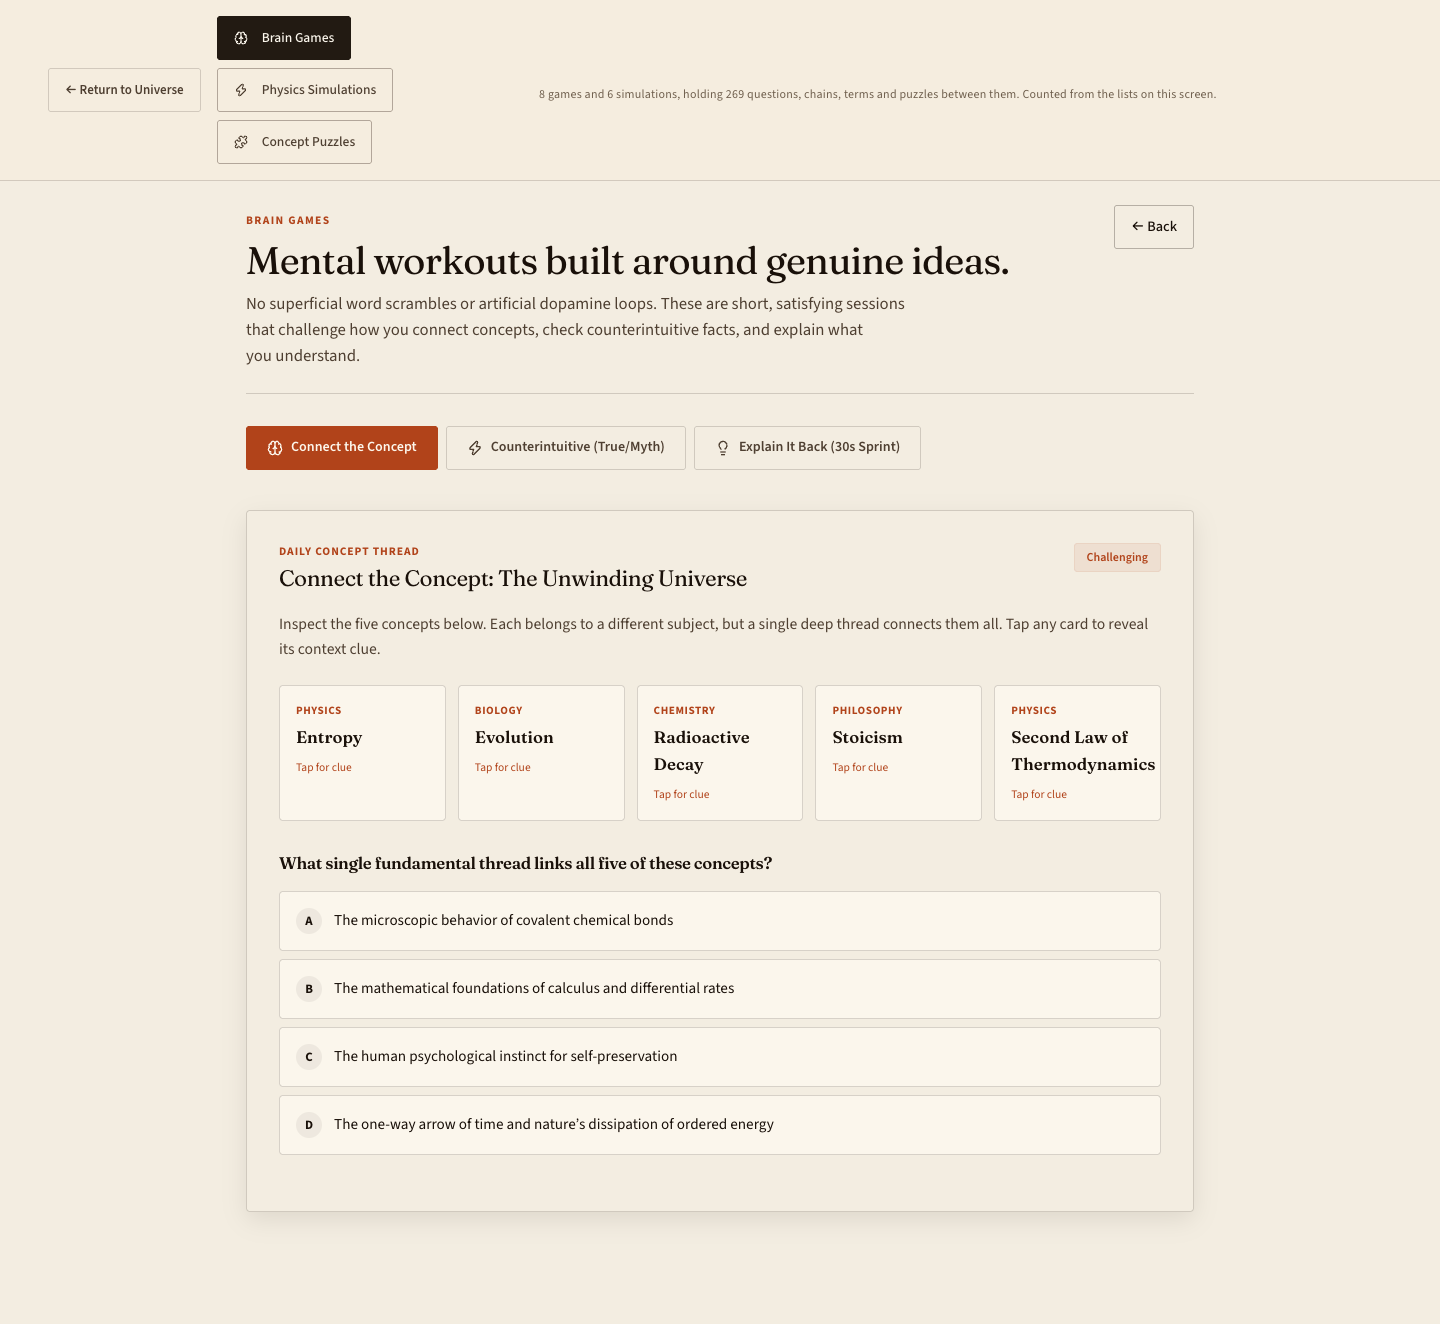 Brain Games
← Return to Universe
Physics Simulations
8 games and 6 simulations, holding 269 questions, chains, terms and puzzles between them. Counted from the lists on this screen.
Concept Puzzles
BRAIN GAMES
← Back
Mental workouts built around genuine ideas.
No superficial word scrambles or artificial dopamine loops. These are short, satisfying sessions
that challenge how you connect concepts, check counterintuitive facts, and explain what
you understand.
Connect the Concept
Counterintuitive (True/Myth)
Explain It Back (30s Sprint)
DAILY CONCEPT THREAD
Challenging
Connect the Concept: The Unwinding Universe
Inspect the five concepts below. Each belongs to a different subject, but a single deep thread connects them all. Tap any card to reveal
its context clue.
PHYSICS
Entropy
Tap for clue
BIOLOGY
Evolution
Tap for clue
CHEMISTRY
Radioactive
Decay
Tap for clue
PHILOSOPHY
Stoicism
Tap for clue
PHYSICS
Second Law of
Thermodynamics
Tap for clue
What single fundamental thread links all five of these concepts?
A The microscopic behavior of covalent chemical bonds
B The mathematical foundations of calculus and differential rates
C The human psychological instinct for self-preservation
D The one-way arrow of time and nature’s dissipation of ordered energy